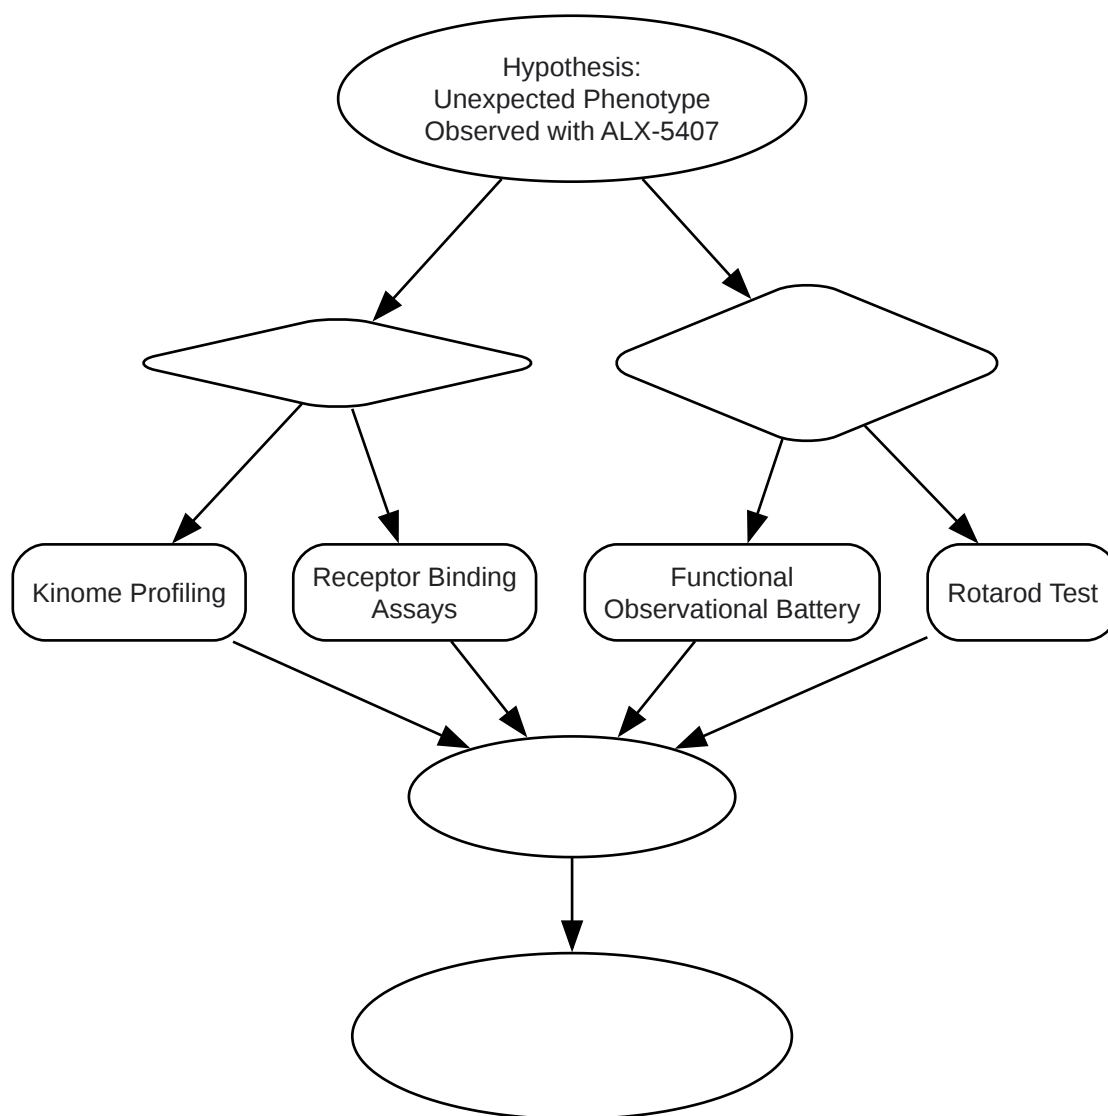 Hypothesis:
Unexpected Phenotype
Observed with ALX-5407
Kinome Profiling
Receptor Binding
Assays
Functional
Observational Battery
Rotarod Test